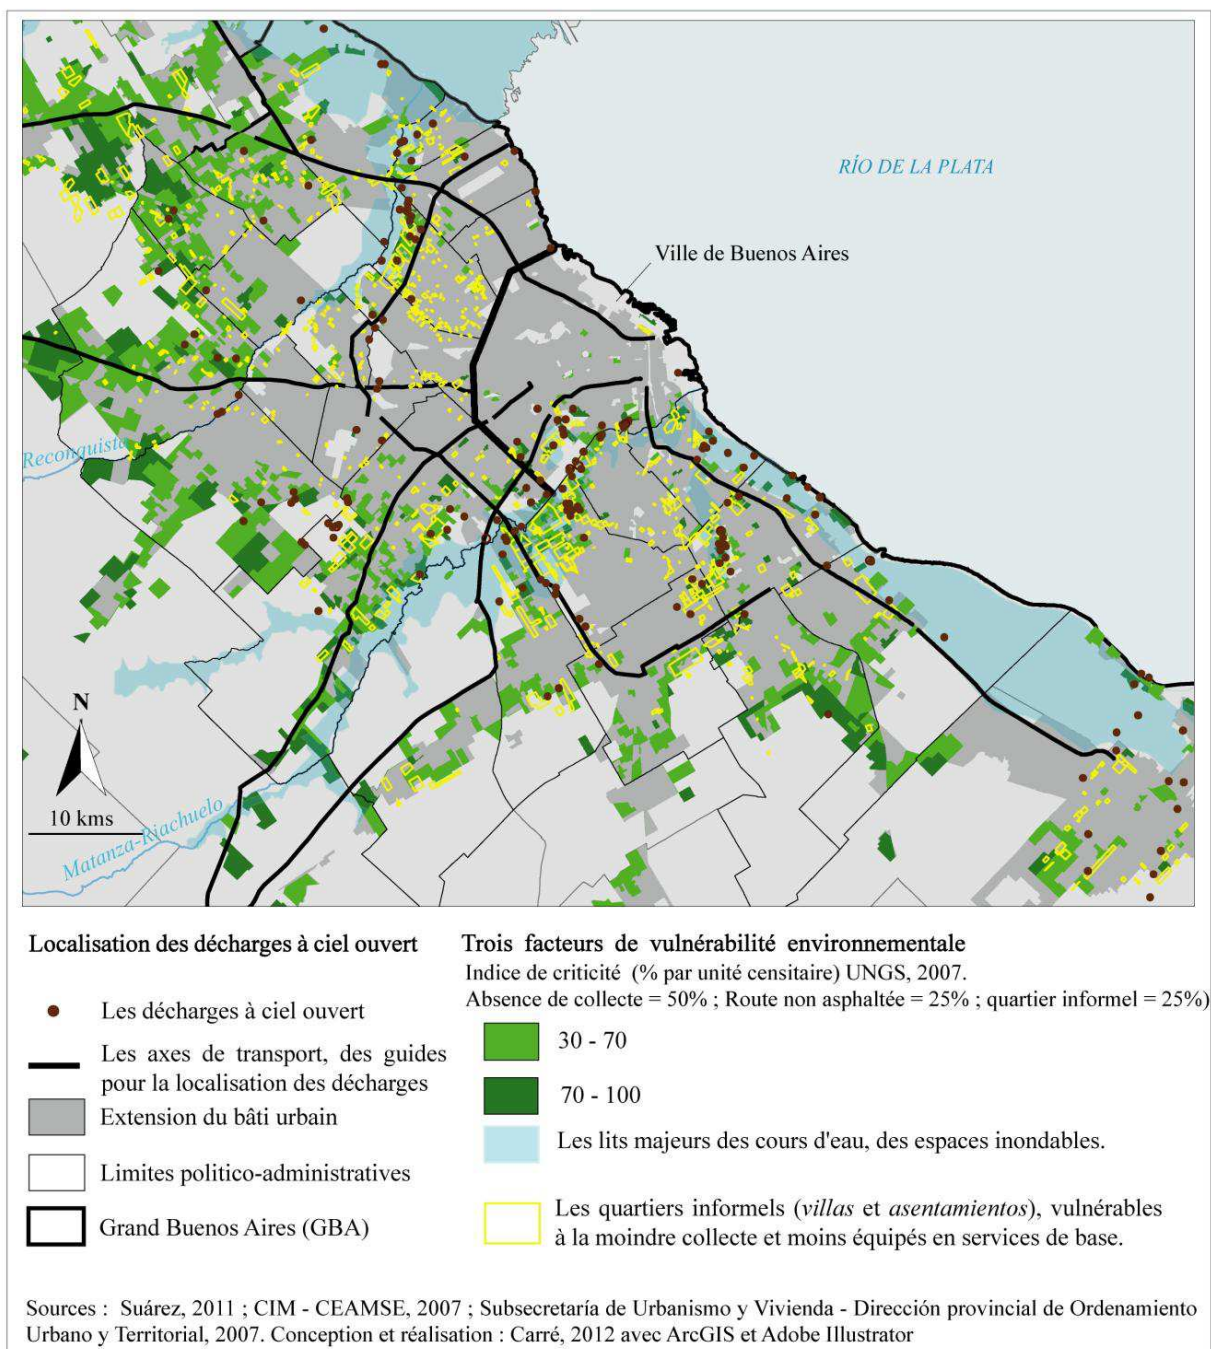 RÍO DE LA PLATA
Ville de Buenos Aires
Reconquista
N
10 kms
Matanza-Riachuelo
Localisation des décharges à ciel ouvert
Les décharges à ciel ouvert
Les axes de transport, des guides
pour la localisation des décharges
Extension du bâti urbain
Limites politico-administratives
Grand Buenos Aires (GBA)
Trois facteurs de vulnérabilité environnementale
Indice de criticité (% par unité censitaire) UNGS, 2007.
Absence de collecte = 50% ; Route non asphaltée = 25% ; quartier informel = 25%)
30 - 70
70 - 100
Les lits majeurs des cours d'eau, des espaces inondables.
Les quartiers informels (villas et asentamientos), vulnérables
à la moindre collecte et moins équipés en services de base.
Sources : Suárez, 2011 ; CIM - CEAMSE, 2007 ; Subsecretaría de Urbanismo y Vivienda - Dirección provincial de Ordenamiento
Urbano y Territorial, 2007. Conception et réalisation : Carré, 2012 avec ArcGIS et Adobe Illustrator